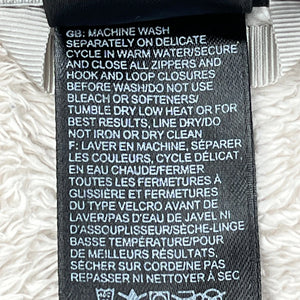 GB: MACHINE WASH
SEPARATELY ON DELICATE
CYCLE IN WARM WATER/SECURE
AND CLOSE ALL ZIPPERS AND
HOOK AND LOOP CLOSURES
BEFORE WASH/DO NOT USE
BLEACH OR SOFTENERS/
TUMBLE DRY LOW HEAT OR FOR
BEST RESULTS, LINE DRY/DO
NOT IRON OR DRY CLEAN
F: LAVER EN MACHINE, SÉPARER
LES COULEURS, CYCLE DÉLICAT,
EN EAU CHAUDE/FERMER
TOUTES LES FERMETURES À
GLISSIÈRE ET FERMETURES
DU TYPE VELCRO AVANT DE
LAVER/PAS D'EAU DE JAVEL NI
D'ASSOUPLISSEUR/SÈCHE-LINGE
BASSE TEMPÉRATURE/POUR
DE MEILLEURS RÉSULTATS,
SÉCHER SUR CORDE/NE PAS
REPASSER NI NETTOYER À SEC